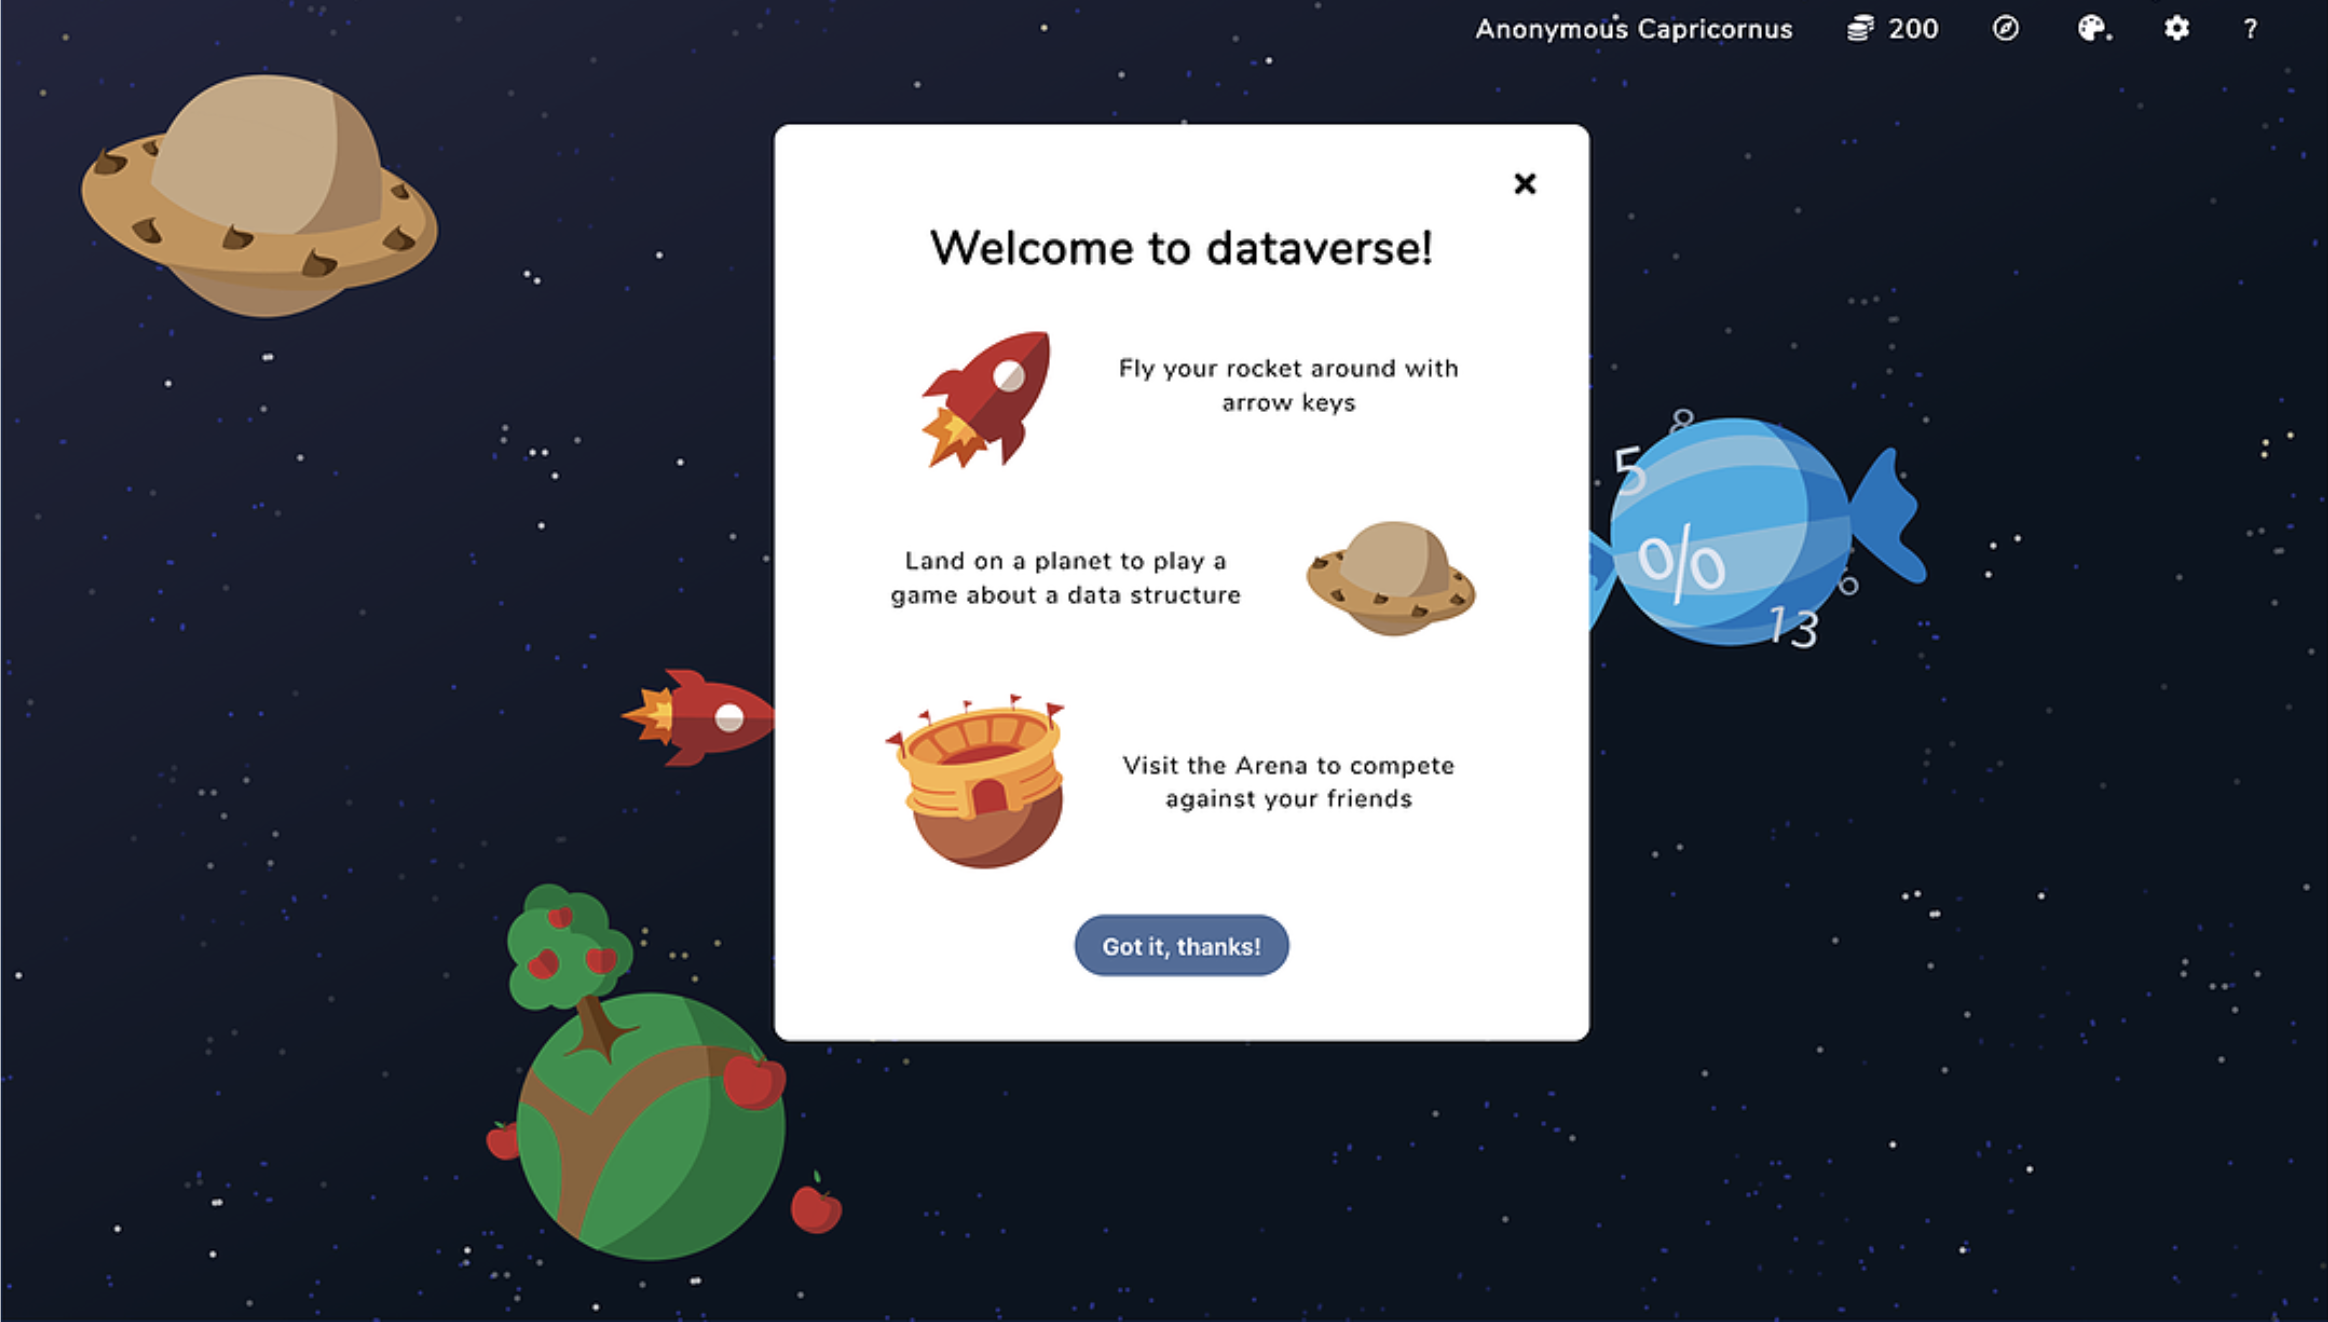 Anonymous Capricornus 200 ?
Welcome to dataverse!
Fly your rocket around with
arrow keys
8
5
%
6
13
Land on a planet to play a
game about a data structure
Visit the Arena to compete
against your friends
Got it, thanks!